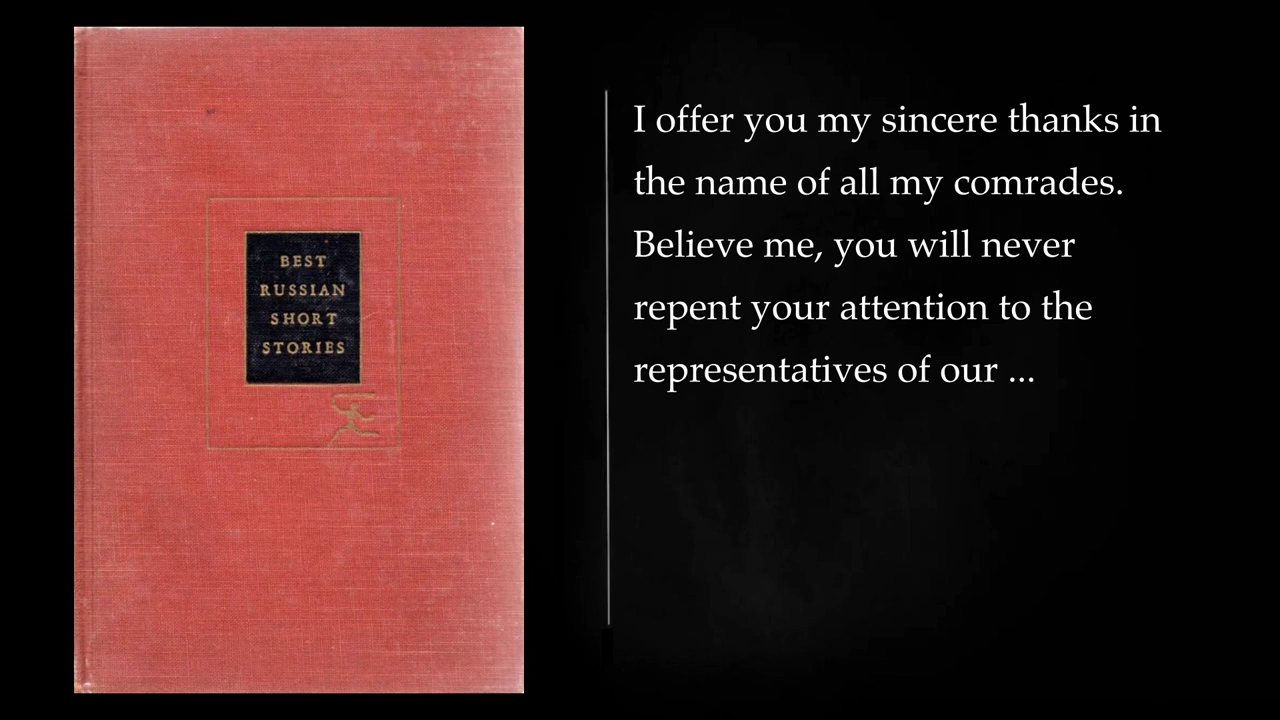 BEST
RUSSIAN
SHORT
STORIES
I offer you my sincere thanks in
the name of all my comrades.
Believe me, you will never
repent your attention to the
representatives of our ...